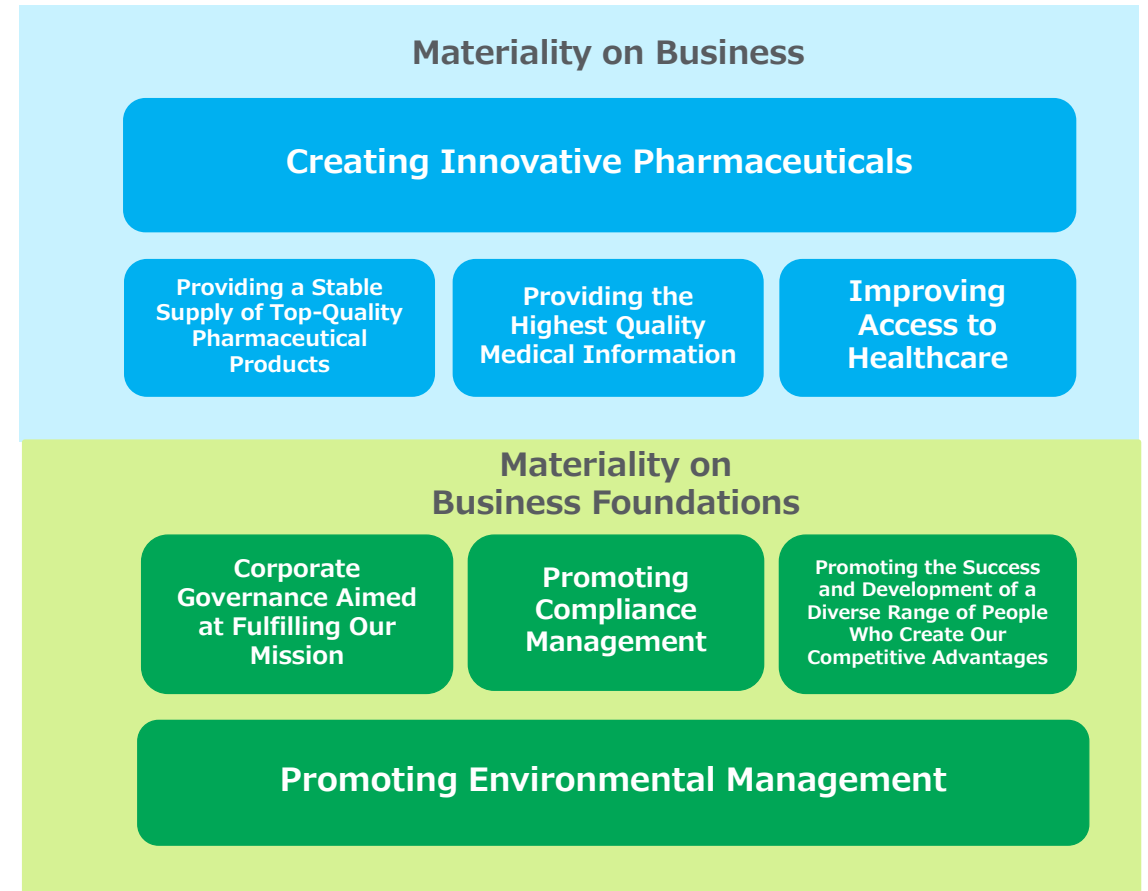 Materiality on Business
Creating Innovative Pharmaceuticals
Providing a Stable
Supply of Top-Quality
Pharmaceutical
Products
Providing the
Highest Quality
Medical Information
Improving
Access to
Healthcare
Materiality on
Business Foundations
Corporate
Governance Aimed
at Fulfilling Our
Mission
Promoting
Compliance
Management
Promoting the Success
and Development of a
Diverse Range of People
Who Create Our
Competitive Advantages
Promoting Environmental Management